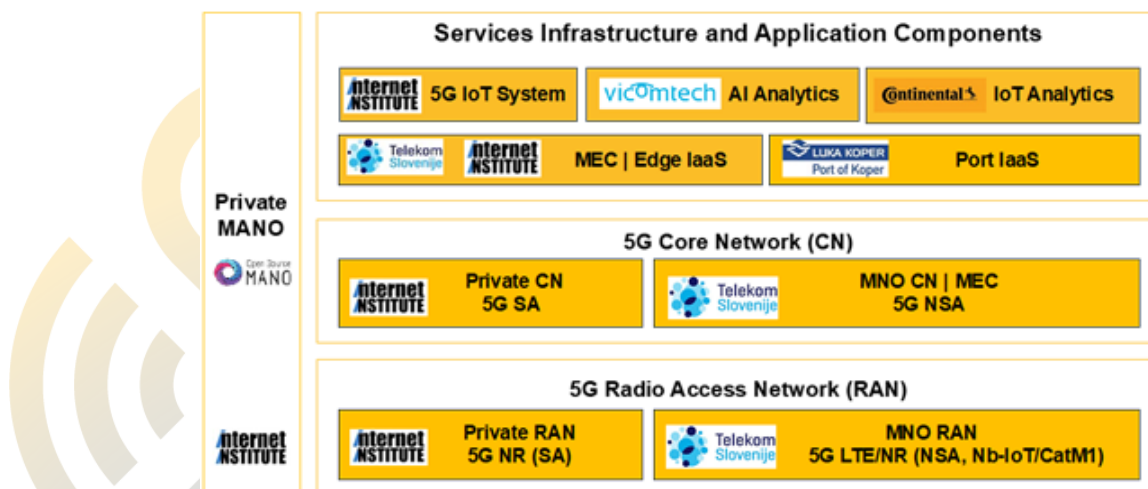 Services Infrastructure and Application Components
internet
INSTITUTE
5G IoT System
vicomtech
AI Analytics
Continental
IoT Analytics
Telekom
Slovenije
internet
INSTITUTE
MEC | Edge IaaS
LUKA KOPER
Port of Koper
Port IaaS
Private
MANO
Open Source
MANO
internet
INSTITUTE
5G Core Network (CN)
internet
INSTITUTE
Private CN
5G SA
Telekom
Slovenije
MNO CN | MEC
5G NSA
5G Radio Access Network (RAN)
internet
INSTITUTE
Private RAN
5G NR (SA)
Telekom
Slovenije
MNO RAN
5G LTE/NR (NSA, Nb-IoT/CatM1)